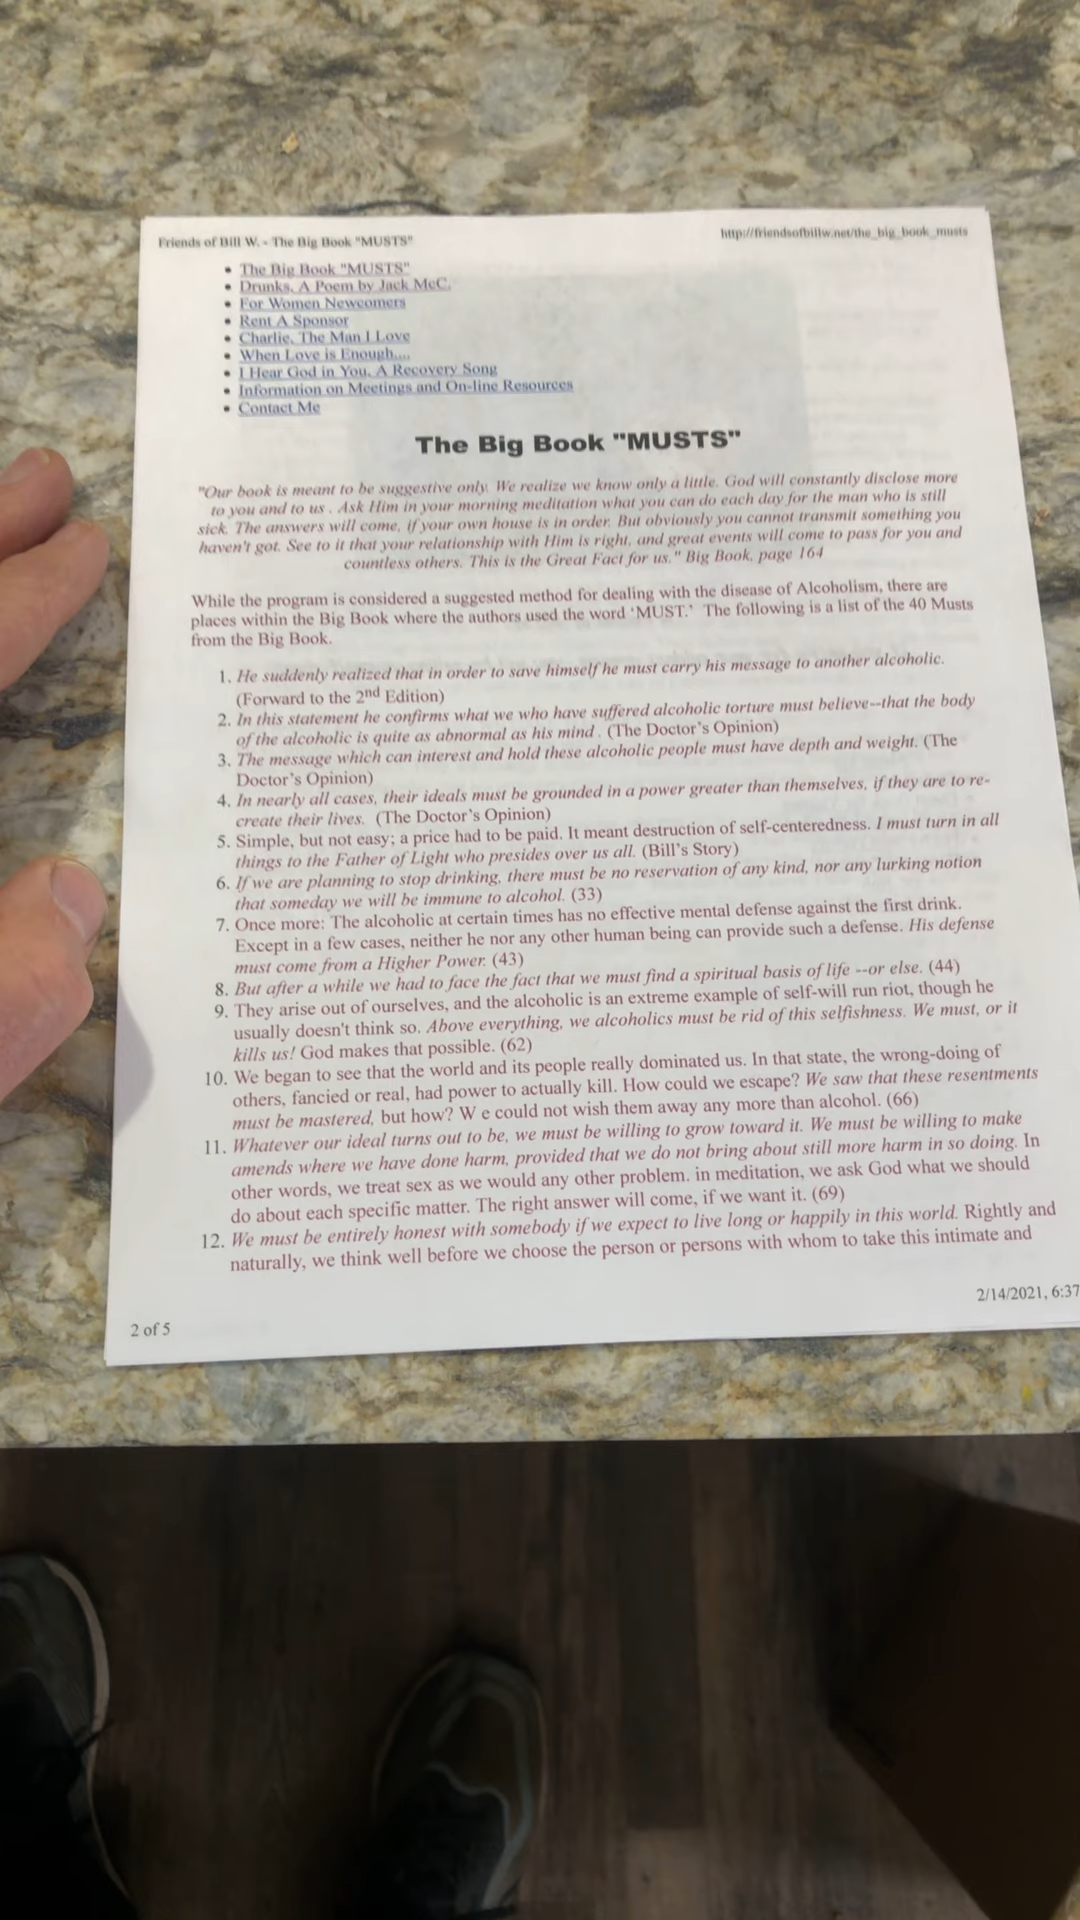 Friends of Bill W. - The Big Book "MUSTS"
http://friendsofbillw.net/the_big_book_musts
• The Big Book "MUSTS"
• Drunks, A Poem by Jack McC.
• For Women Newcomers
• Rent A Sponsor
• Charlie, The Man I Love
• When Love is Enough....
• I Hear God in You, A Recovery Song
• Information on Meetings and On-line Resources
• Contact Me
The Big Book "MUSTS"
"Our book is meant to be suggestive only. We realize we know only a little. God will constantly disclose more
to you and to us . Ask Him in your morning meditation what you can do each day for the man who is still
sick. The answers will come, if your own house is in order. But obviously you cannot transmit something you
haven't got. See to it that your relationship with Him is right, and great events will come to pass for you and
countless others. This is the Great Fact for us." Big Book, page 164
While the program is considered a suggested method for dealing with the disease of Alcoholism, there are
places within the Big Book where the authors used the word ‘MUST.’ The following is a list of the 40 Musts
from the Big Book.
1. He suddenly realized that in order to save himself he must carry his message to another alcoholic.
(Forward to the 2nd Edition)
2. In this statement he confirms what we who have suffered alcoholic torture must believe--that the body
of the alcoholic is quite as abnormal as his mind . (The Doctor’s Opinion)
3. The message which can interest and hold these alcoholic people must have depth and weight. (The
Doctor’s Opinion)
4. In nearly all cases, their ideals must be grounded in a power greater than themselves, if they are to re-
create their lives. (The Doctor’s Opinion)
5. Simple, but not easy; a price had to be paid. It meant destruction of self-centeredness. I must turn in all
things to the Father of Light who presides over us all. (Bill’s Story)
6. If we are planning to stop drinking, there must be no reservation of any kind, nor any lurking notion
that someday we will be immune to alcohol. (33)
7. Once more: The alcoholic at certain times has no effective mental defense against the first drink.
Except in a few cases, neither he nor any other human being can provide such a defense. His defense
must come from a Higher Power. (43)
8. But after a while we had to face the fact that we must find a spiritual basis of life --or else. (44)
9. They arise out of ourselves, and the alcoholic is an extreme example of self-will run riot, though he
usually doesn't think so. Above everything, we alcoholics must be rid of this selfishness. We must, or it
kills us! God makes that possible. (62)
10. We began to see that the world and its people really dominated us. In that state, the wrong-doing of
others, fancied or real, had power to actually kill. How could we escape? We saw that these resentments
must be mastered, but how? W e could not wish them away any more than alcohol. (66)
11. Whatever our ideal turns out to be, we must be willing to grow toward it. We must be willing to make
amends where we have done harm, provided that we do not bring about still more harm in so doing. In
other words, we treat sex as we would any other problem. in meditation, we ask God what we should
do about each specific matter. The right answer will come, if we want it. (69)
12. We must be entirely honest with somebody if we expect to live long or happily in this world. Rightly and
naturally, we think well before we choose the person or persons with whom to take this intimate and
2/14/2021, 6:37
2 of 5